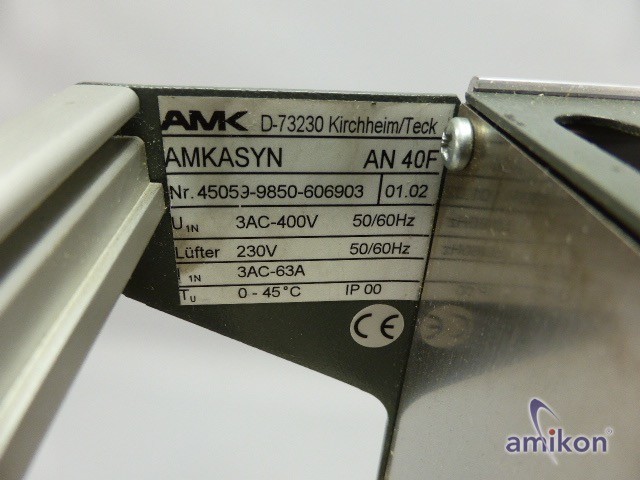 AMK D-73230 Kirchheim/Teck
AMKASYN AN 40F
Nr. 45059-9850-606903 01.02
U1N 3AC-400V 50/60Hz
Lüfter 230V 50/60Hz
I1N 3AC-63A
TU 0 - 45°C IP 00
CE
amikon®